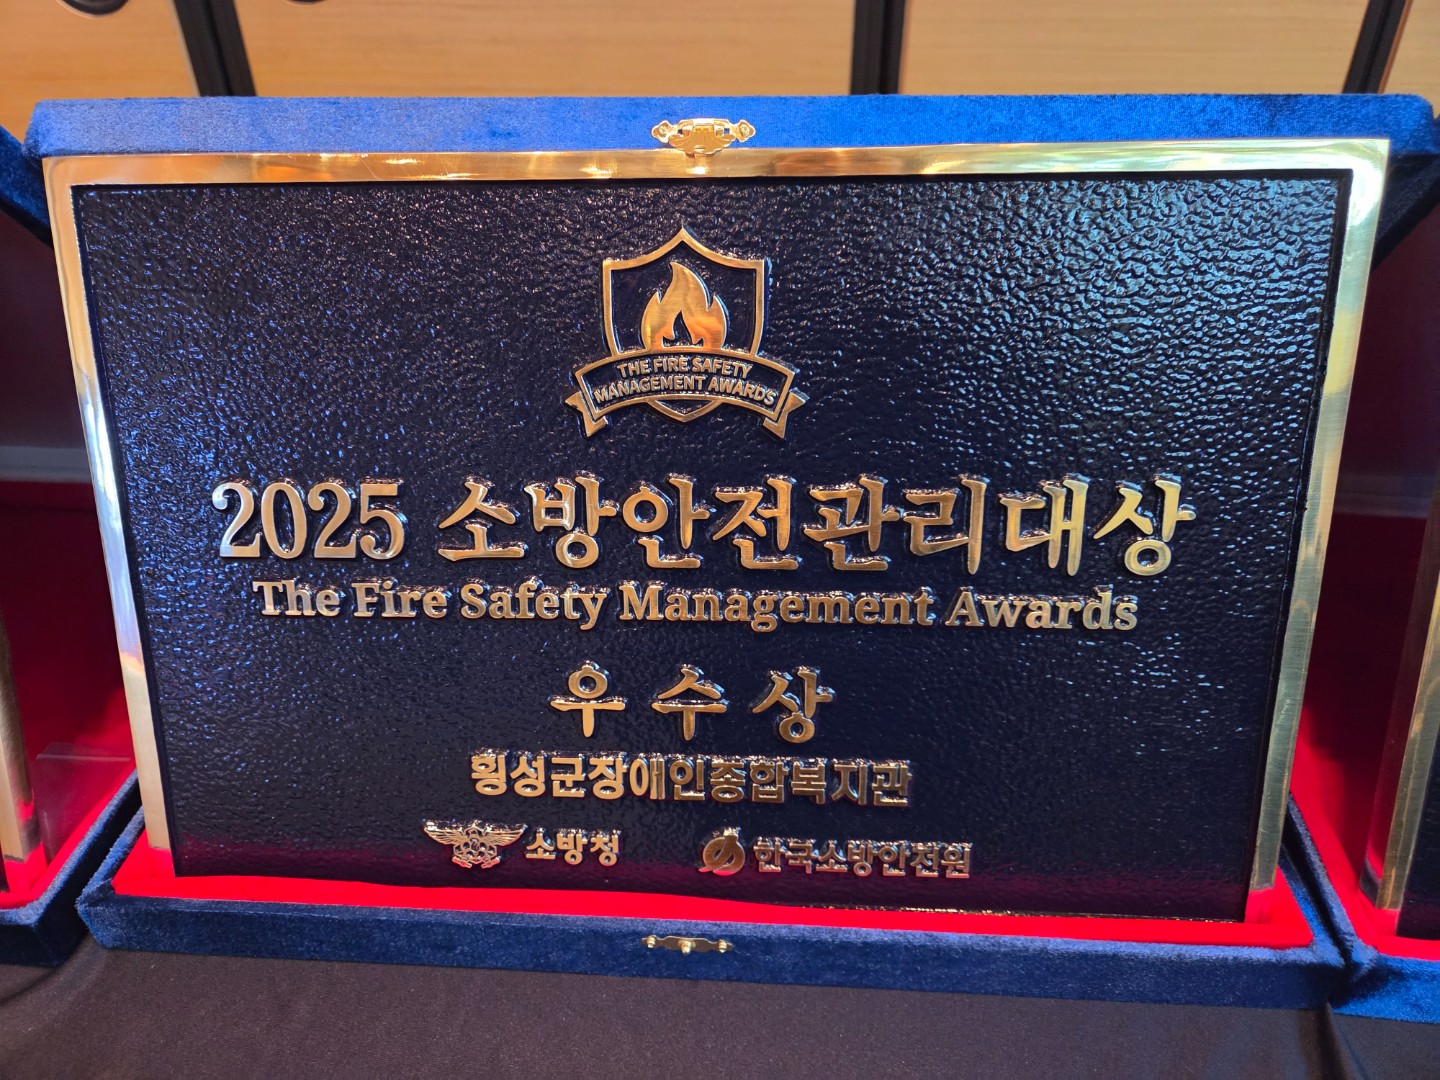 THE FIRE SAFETY
MANAGEMENT AWARDS
2025 소방안전관리대상
The Fire Safety Management Awards
우수상
횡성군장애인종합복지관
소방청 한국소방안전원